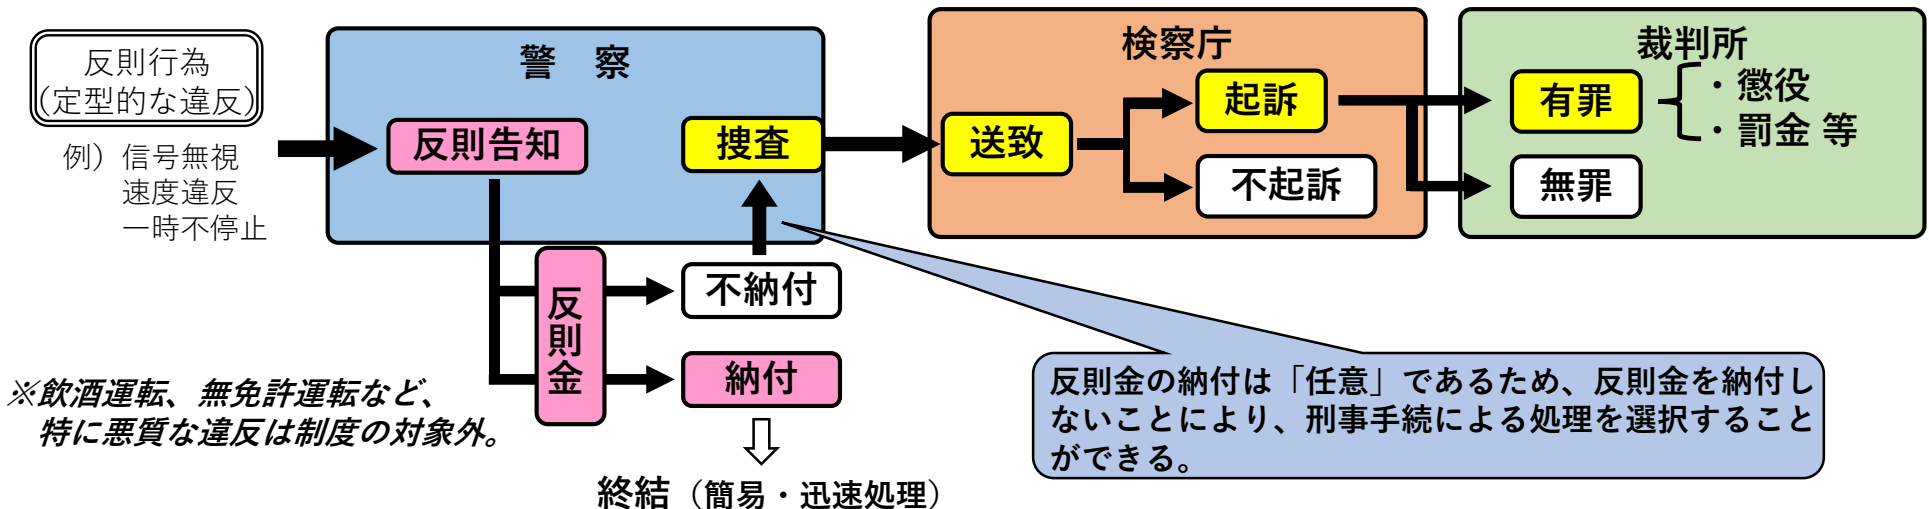 反則行為
(定型的な違反)
例）信号無視
速度違反
一時不停止
警　察
反則告知
捜査
検察庁
送致
起訴
不起訴
裁判所
有罪
・懲役
・罰金 等
無罪
反則金
不納付
納付
終結（簡易・迅速処理）
※飲酒運転、無免許運転など、
特に悪質な違反は制度の対象外。
反則金の納付は「任意」であるため、反則金を納付し
ないことにより、刑事手続による処理を選択すること
ができる。